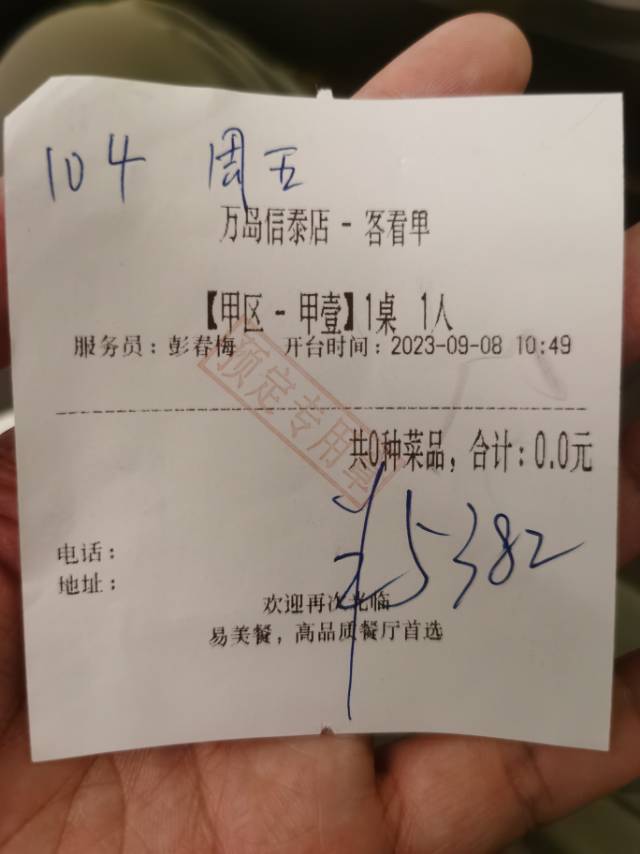 104 周五
万岛信泰店 - 客看单
【甲区 - 甲壹】1桌 1人
服务员：彭春梅 开台时间：2023-09-08 10:49
预定专用章
共0种菜品，合计：0.0元
¥5382
电话：
地址：
欢迎再次光临
易美餐，高品质餐厅首选